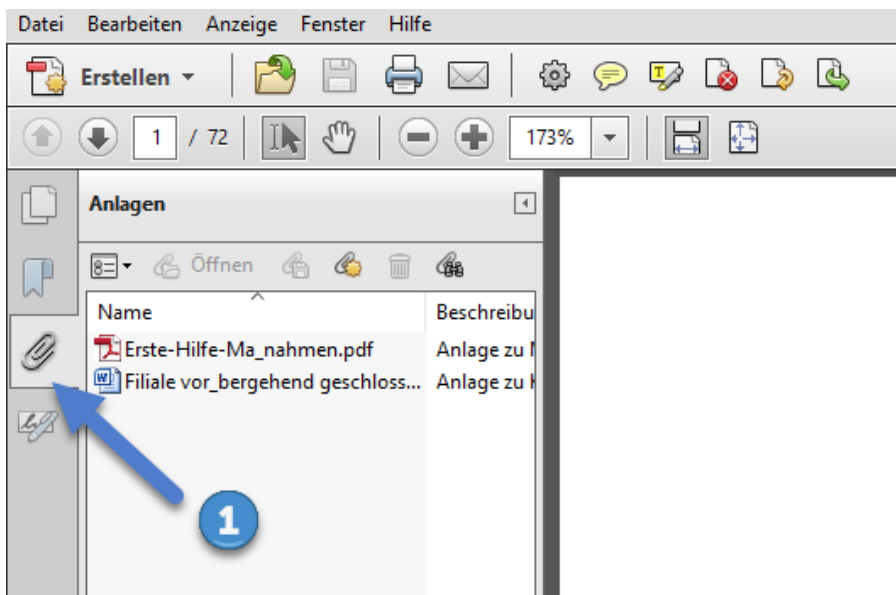 Datei Bearbeiten Anzeige Fenster Hilfe
Erstellen
1 / 72 173%
Anlagen
Öffnen
Name Beschreibu
Erste-Hilfe-Ma_nahmen.pdf Anlage zu
Filiale vor_bergehend geschloss... Anlage zu
1